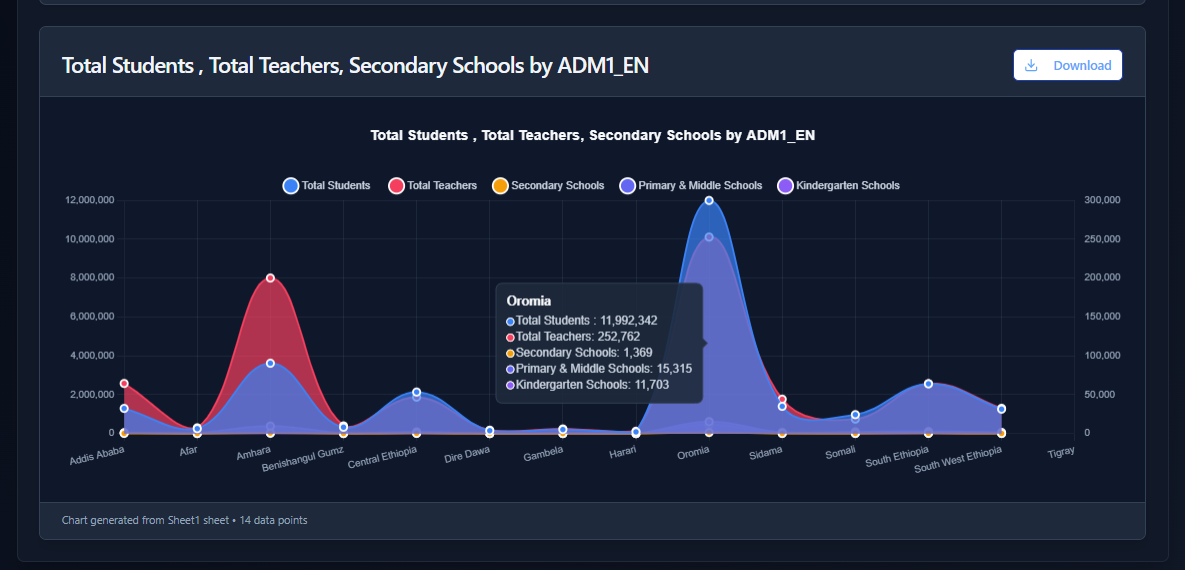 Total Students , Total Teachers, Secondary Schools by ADM1_EN
Download
Total Students , Total Teachers, Secondary Schools by ADM1_EN
Total Students Total Teachers Secondary Schools Primary & Middle Schools Kindergarten Schools
12,000,000
10,000,000
8,000,000
6,000,000
4,000,000
2,000,000
0
300,000
250,000
200,000
150,000
100,000
50,000
0
Oromia
Total Students : 11,992,342
Total Teachers: 252,762
Secondary Schools: 1,369
Primary & Middle Schools: 15,315
Kindergarten Schools: 11,703
Addis Ababa
Afar
Amhara
Benishangul Gumz
Central Ethiopia
Dire Dawa
Gambela
Harari
Oromia
Sidama
Somali
South Ethiopia
South West Ethiopia
Tigray
Chart generated from Sheet1 sheet • 14 data points